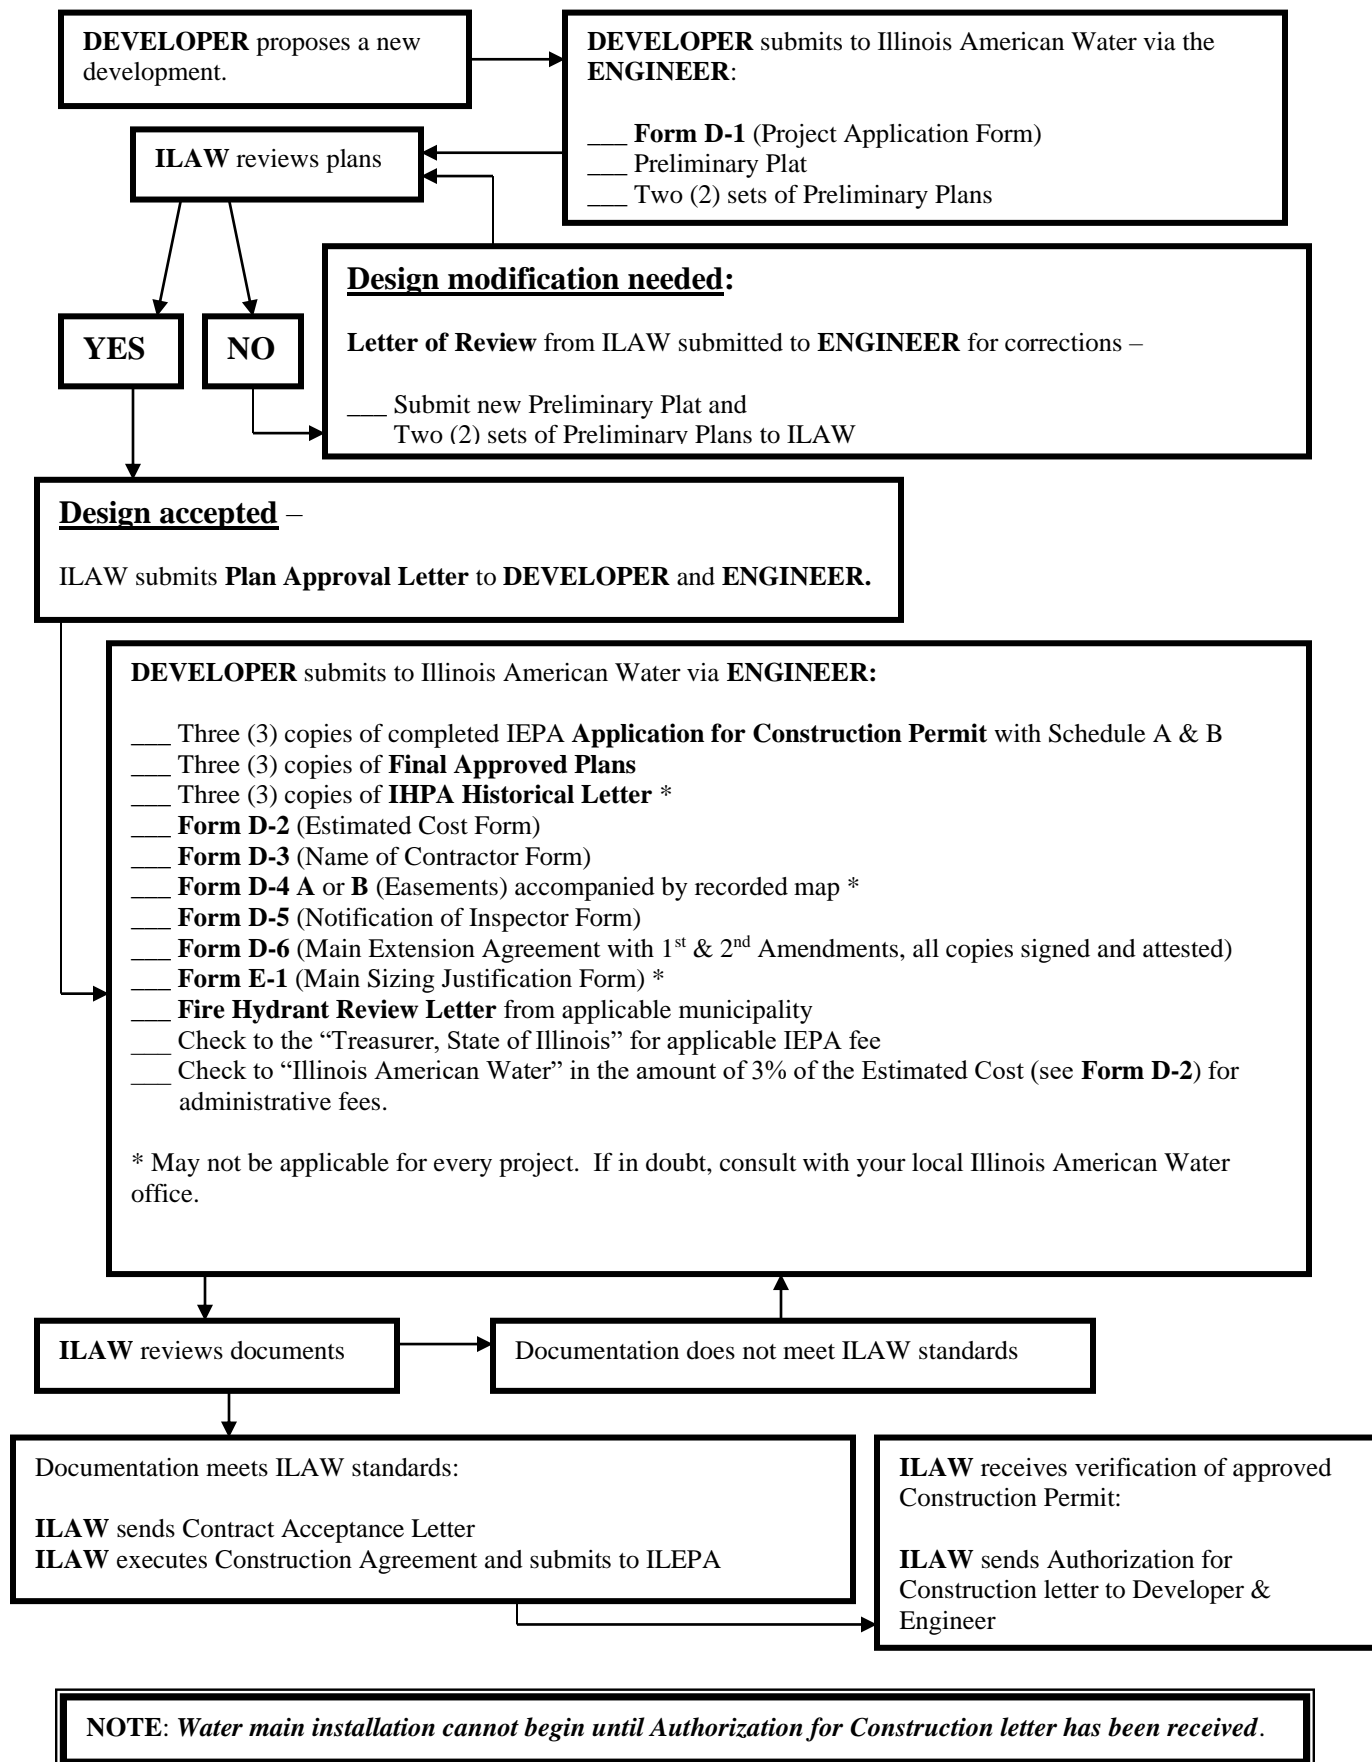 DEVELOPER proposes a new
development.
DEVELOPER submits to Illinois American Water via the
ENGINEER:
___ Form D-1 (Project Application Form)
___ Preliminary Plat
___ Two (2) sets of Preliminary Plans
ILAW reviews plans
Design modification needed:
Letter of Review from ILAW submitted to ENGINEER for corrections –
___ Submit new Preliminary Plat and
Two (2) sets of Preliminary Plans to ILAW
YES
NO
Design accepted –
ILAW submits Plan Approval Letter to DEVELOPER and ENGINEER.
DEVELOPER submits to Illinois American Water via ENGINEER:
___ Three (3) copies of completed IEPA Application for Construction Permit with Schedule A & B
___ Three (3) copies of Final Approved Plans
___ Three (3) copies of IHPA Historical Letter *
___ Form D-2 (Estimated Cost Form)
___ Form D-3 (Name of Contractor Form)
___ Form D-4 A or B (Easements) accompanied by recorded map *
___ Form D-5 (Notification of Inspector Form)
___ Form D-6 (Main Extension Agreement with 1st & 2nd Amendments, all copies signed and attested)
___ Form E-1 (Main Sizing Justification Form) *
___ Fire Hydrant Review Letter from applicable municipality
___ Check to the “Treasurer, State of Illinois” for applicable IEPA fee
___ Check to “Illinois American Water” in the amount of 3% of the Estimated Cost (see Form D-2) for
administrative fees.
* May not be applicable for every project. If in doubt, consult with your local Illinois American Water
office.
ILAW reviews documents
Documentation does not meet ILAW standards
Documentation meets ILAW standards:
ILAW sends Contract Acceptance Letter
ILAW executes Construction Agreement and submits to ILEPA
ILAW receives verification of approved
Construction Permit:
ILAW sends Authorization for
Construction letter to Developer &
Engineer
NOTE: Water main installation cannot begin until Authorization for Construction letter has been received.